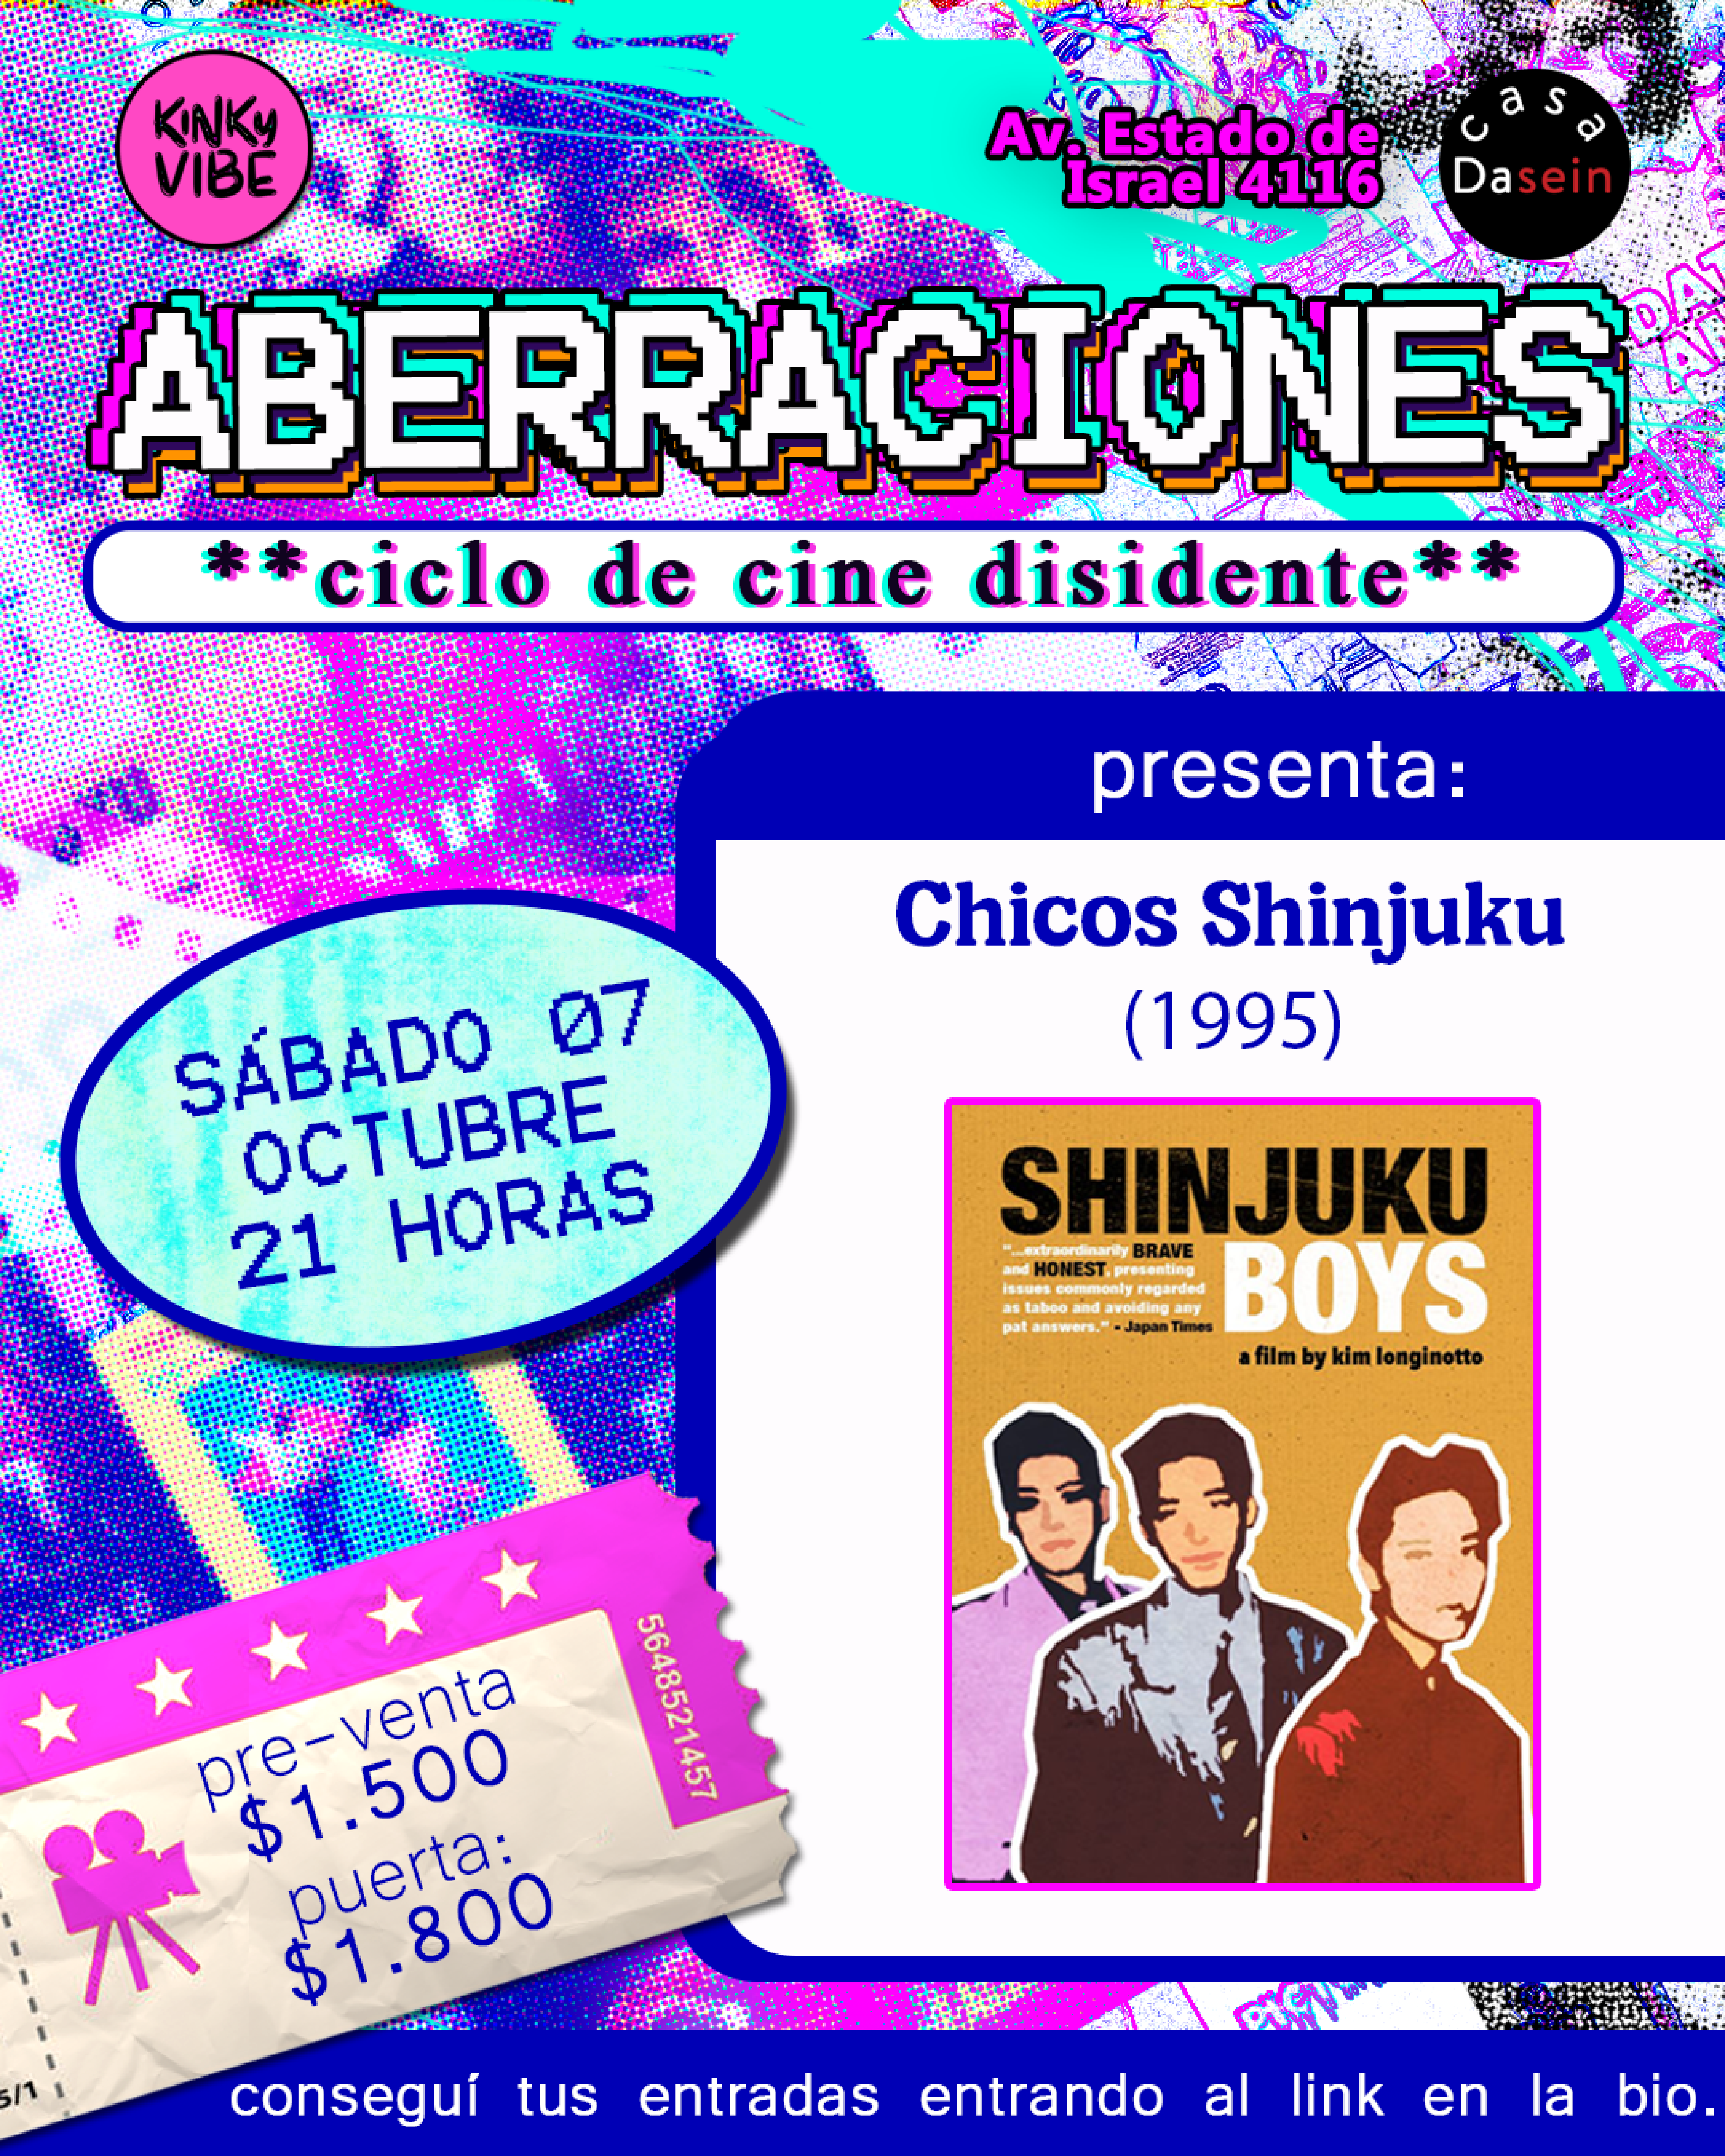 KINKY
VIBE
Av. Estado de
Israel 4116
casa
Dasein
ABERRACIONES
**ciclo de cine disidente**
presenta:
Chicos Shinjuku
(1995)
SÁBADO 07
OCTUBRE
21 HORAS
SHINJUKU
BOYS
"...extraordinarily BRAVE
and HONEST, presenting
issues commonly regarded
as taboo and avoiding any
pat answers." - Japan Times
a film by kim longinotto
5648521457
pre-venta
$1.500
puerta:
$1.800
5/1
conseguí tus entradas entrando al link en la bio.